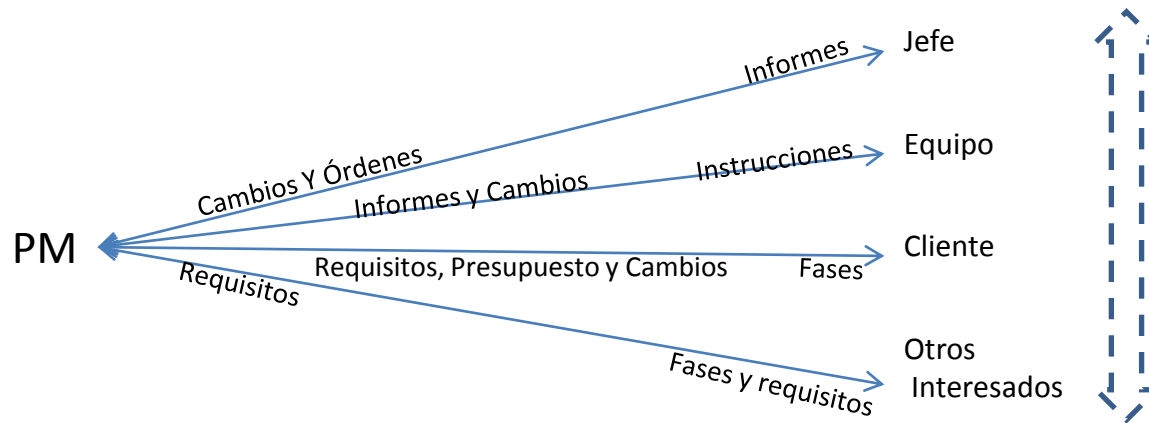 Jefe
Informes
Cambios Y Órdenes
Equipo
Instrucciones
Informes y Cambios
PM
Cliente
Requisitos, Presupuesto y Cambios
Fases
Requisitos
Otros
Interesados
Fases y requisitos